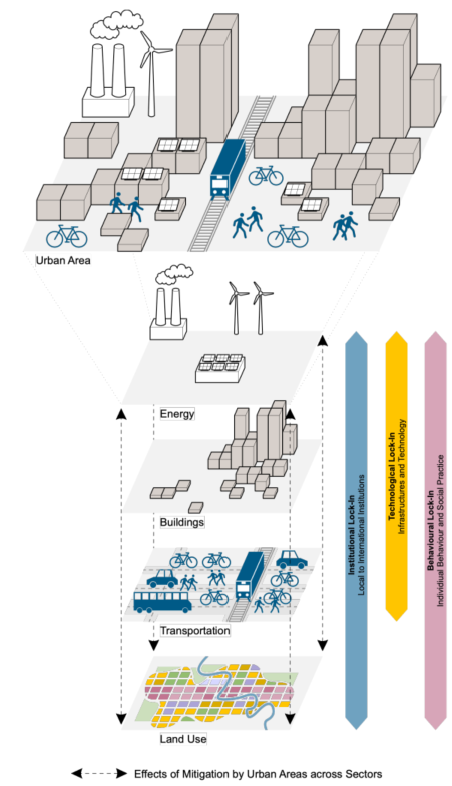 Urban Area
Energy
Buildings
Transportation
Land Use
Institutional Lock-In
Local to International Institutions
Technological Lock-In
Infrastructures and Technology
Behavioural Lock-In
Individual Behaviour and Social Practice
Effects of Mitigation by Urban Areas across Sectors